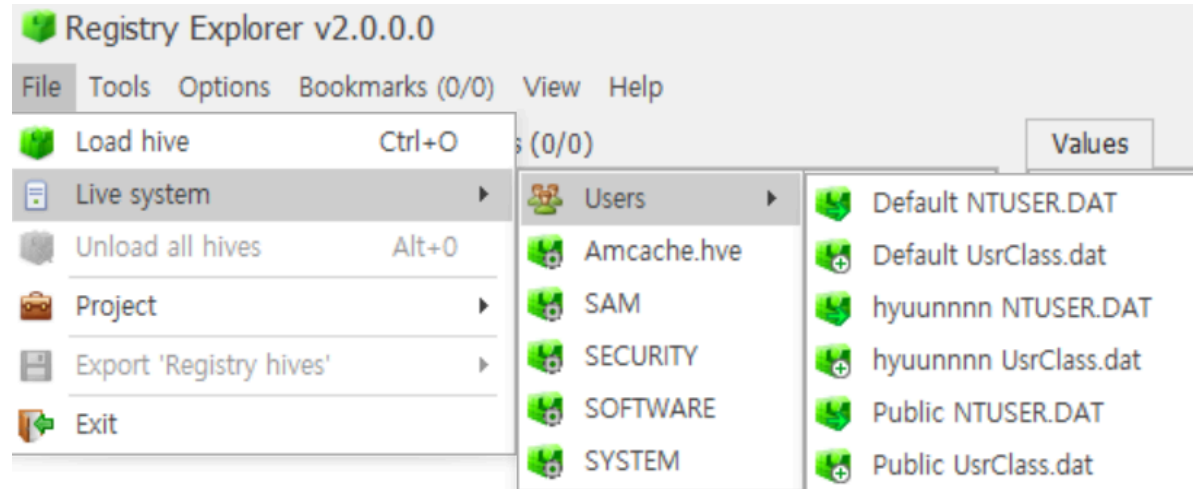 Registry Explorer v2.0.0.0
File Tools Options Bookmarks (0/0) View Help
Load hive Ctrl+O
s (0/0)
Values
Live system
Unload all hives Alt+0
Project
Export 'Registry hives'
Exit
Users
Amcache.hve
SAM
SECURITY
SOFTWARE
SYSTEM
Default NTUSER.DAT
Default UsrClass.dat
hyuunnnn NTUSER.DAT
hyuunnnn UsrClass.dat
Public NTUSER.DAT
Public UsrClass.dat